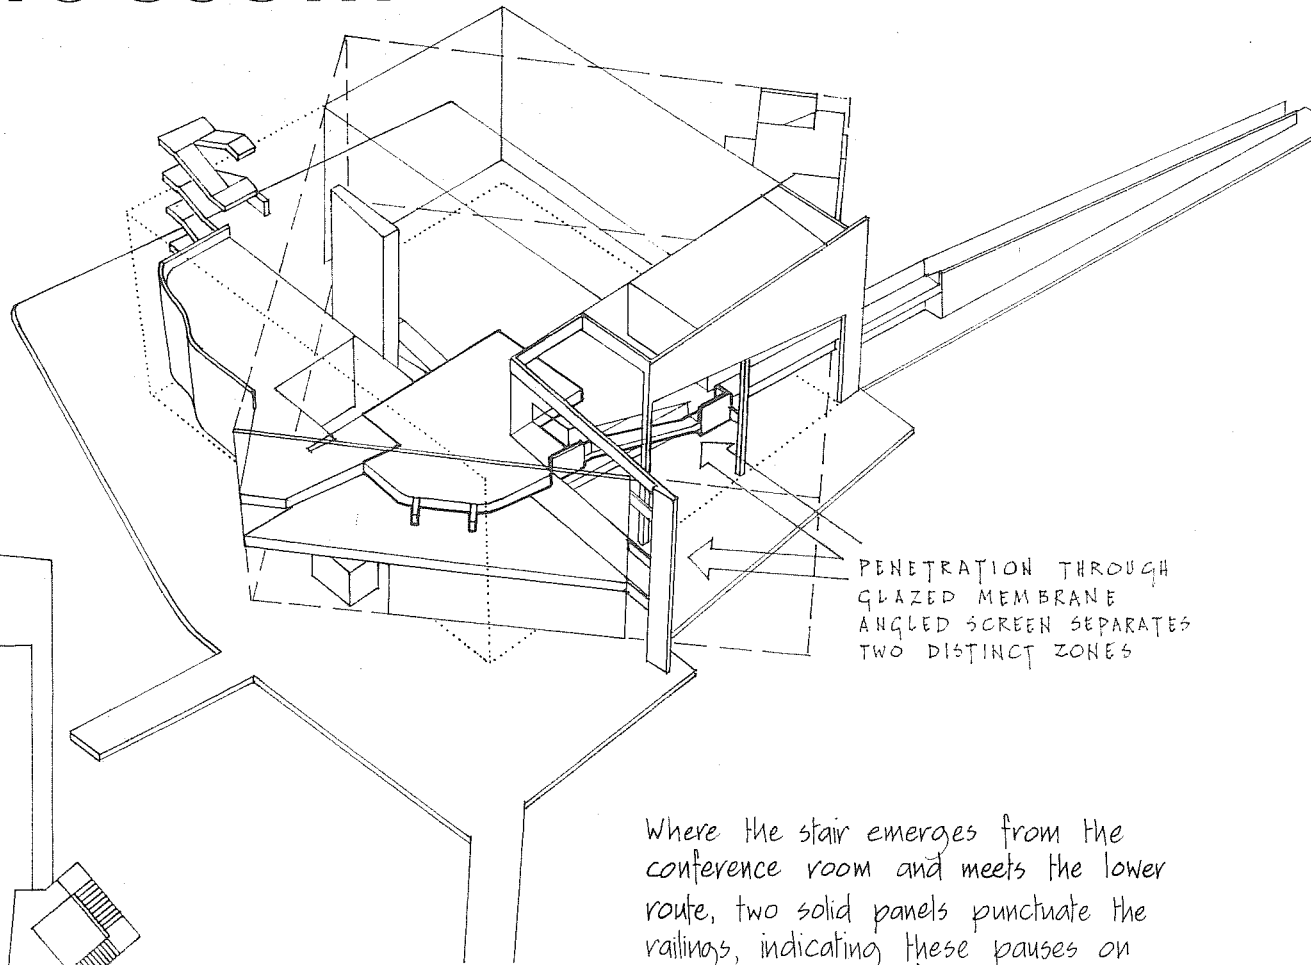 PENETRATION THROUGH
GLAZED MEMBRANE
ANGLED SCREEN SEPARATES
TWO DISTINCT ZONES
Where the stair emerges from the
conference room and meets the lower
route, two solid panels punctuate the
railings, indicating these pauses on